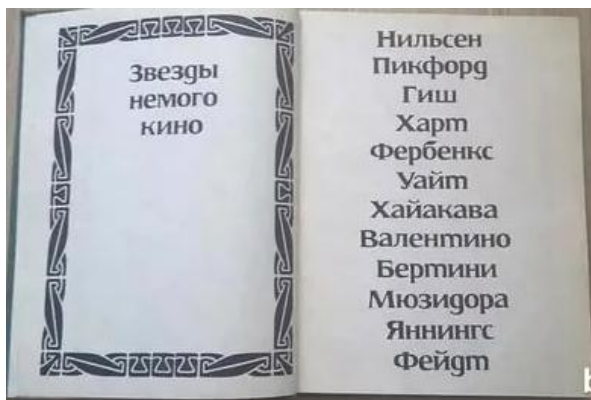 Звезды
немого
кино
Нильсен
Пикфорд
Гиш
Харт
Фербенкс
Уайт
Хайакава
Валентино
Бертини
Мюзидора
Яннингс
Фейдт